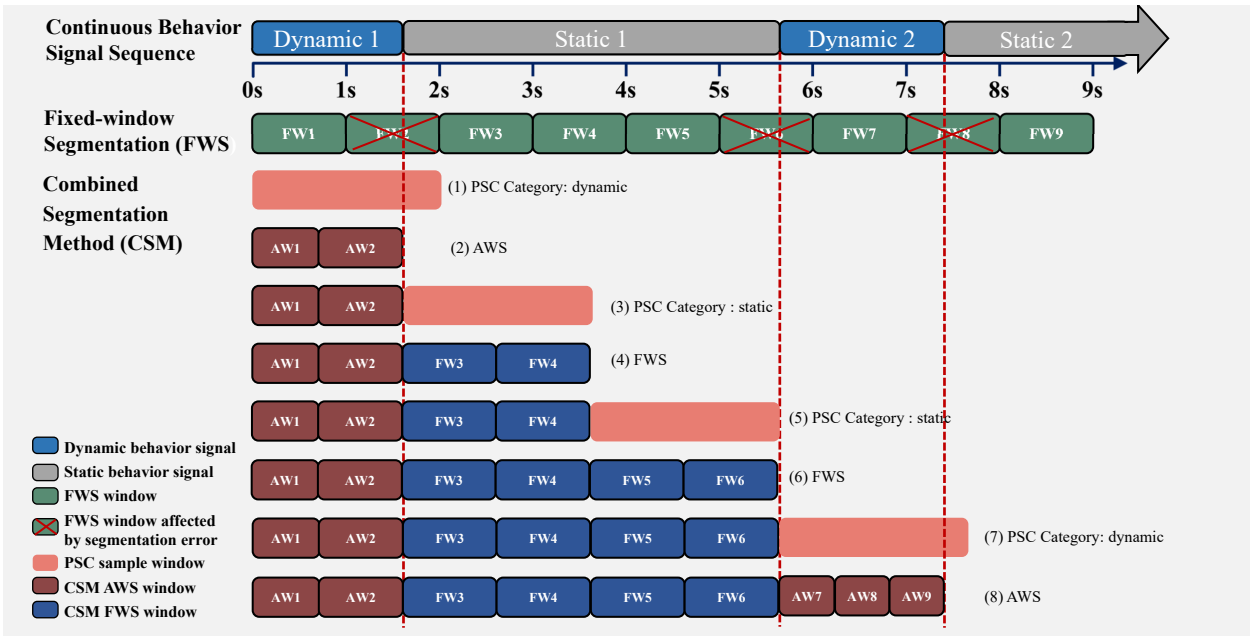 Continuous Behavior
Signal Sequence
Dynamic 1 Static 1 Dynamic 2 Static 2
0s 1s 2s 3s 4s 5s 6s 7s 8s 9s
Fixed-window
Segmentation (FWS)
FW1 FW2 FW3 FW4 FW5 FW6 FW7 FW8 FW9
Combined
Segmentation
Method (CSM)
(1) PSC Category: dynamic
AW1 AW2 (2) AWS
AW1 AW2 (3) PSC Category : static
AW1 AW2 FW3 FW4 (4) FWS
AW1 AW2 FW3 FW4 (5) PSC Category : static
AW1 AW2 FW3 FW4 FW5 FW6 (6) FWS
AW1 AW2 FW3 FW4 FW5 FW6 (7) PSC Category: dynamic
AW1 AW2 FW3 FW4 FW5 FW6 AW7 AW8 AW9 (8) AWS
Dynamic behavior signal
Static behavior signal
FWS window
FWS window affected
by segmentation error
PSC sample window
CSM AWS window
CSM FWS window